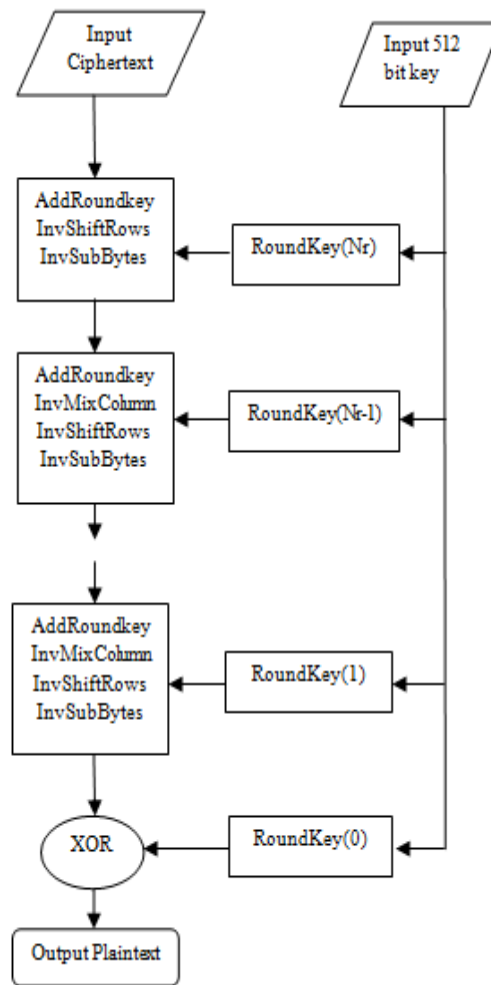 Input
Ciphertext
Input 512
bit key
AddRoundkey
InvShiftRows
InvSubBytes
RoundKey(Nr)
AddRoundkey
InvMixColumn
InvShiftRows
InvSubBytes
RoundKey(Nr-1)
AddRoundkey
InvMixColumn
InvShiftRows
InvSubBytes
RoundKey(1)
XOR
RoundKey(0)
Output Plaintext